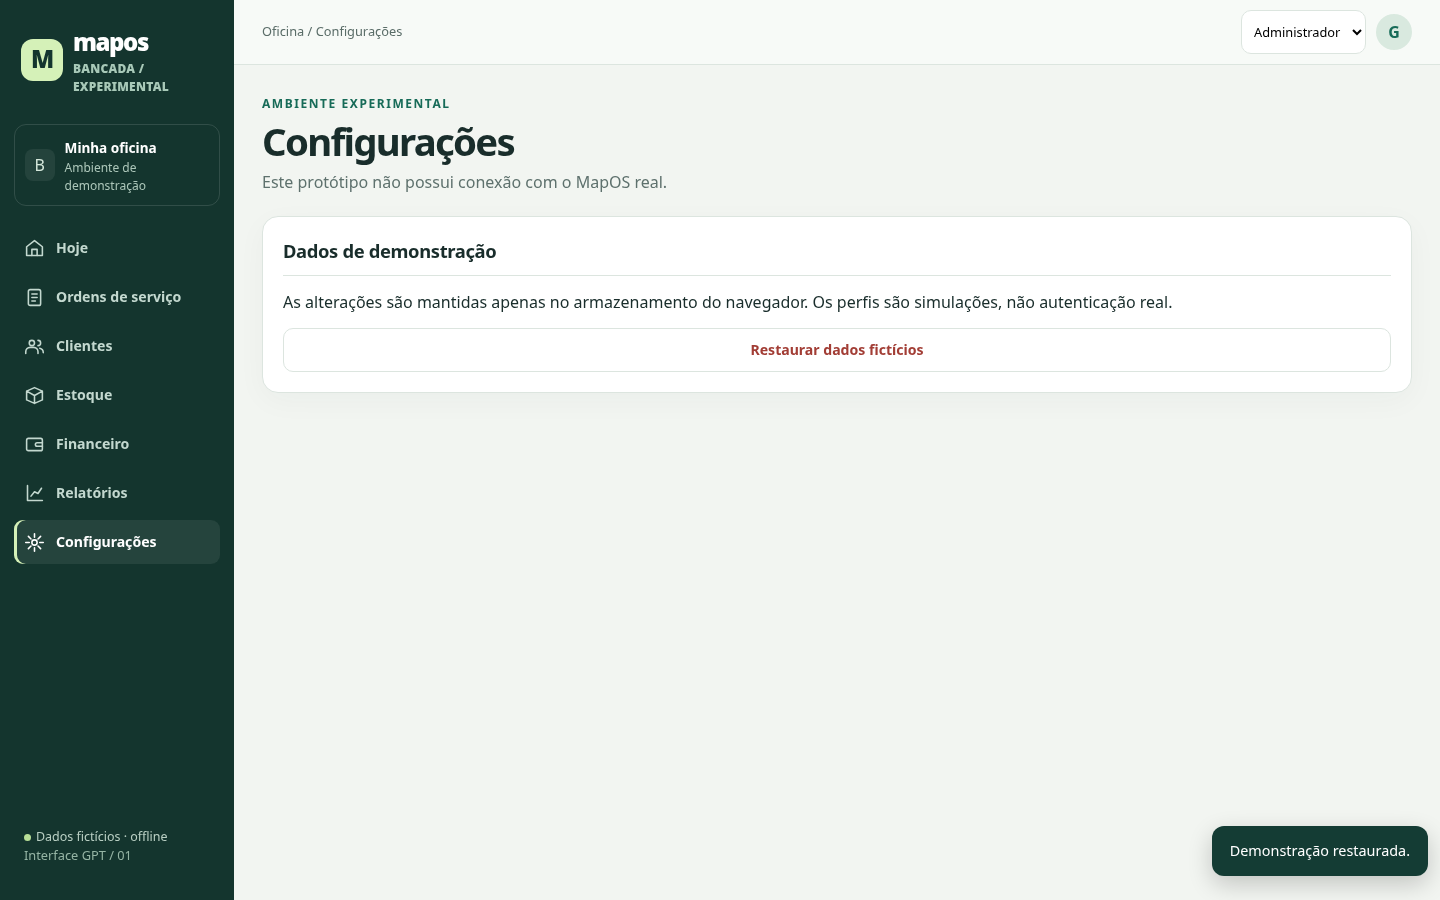 M
mapos
BANCADA /
EXPERIMENTAL
B
Minha oficina
Ambiente de
demonstração
Hoje
Ordens de serviço
Clientes
Estoque
Financeiro
Relatórios
Configurações
Dados fictícios · offline
Interface GPT / 01
Oficina / Configurações
Administrador
G
AMBIENTE EXPERIMENTAL
Configurações
Este protótipo não possui conexão com o MapOS real.
Dados de demonstração
As alterações são mantidas apenas no armazenamento do navegador. Os perfis são simulações, não autenticação real.
Restaurar dados fictícios
Demonstração restaurada.